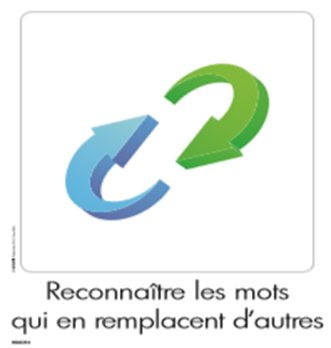 Reconnaître les mots
qui en remplacent d'autres